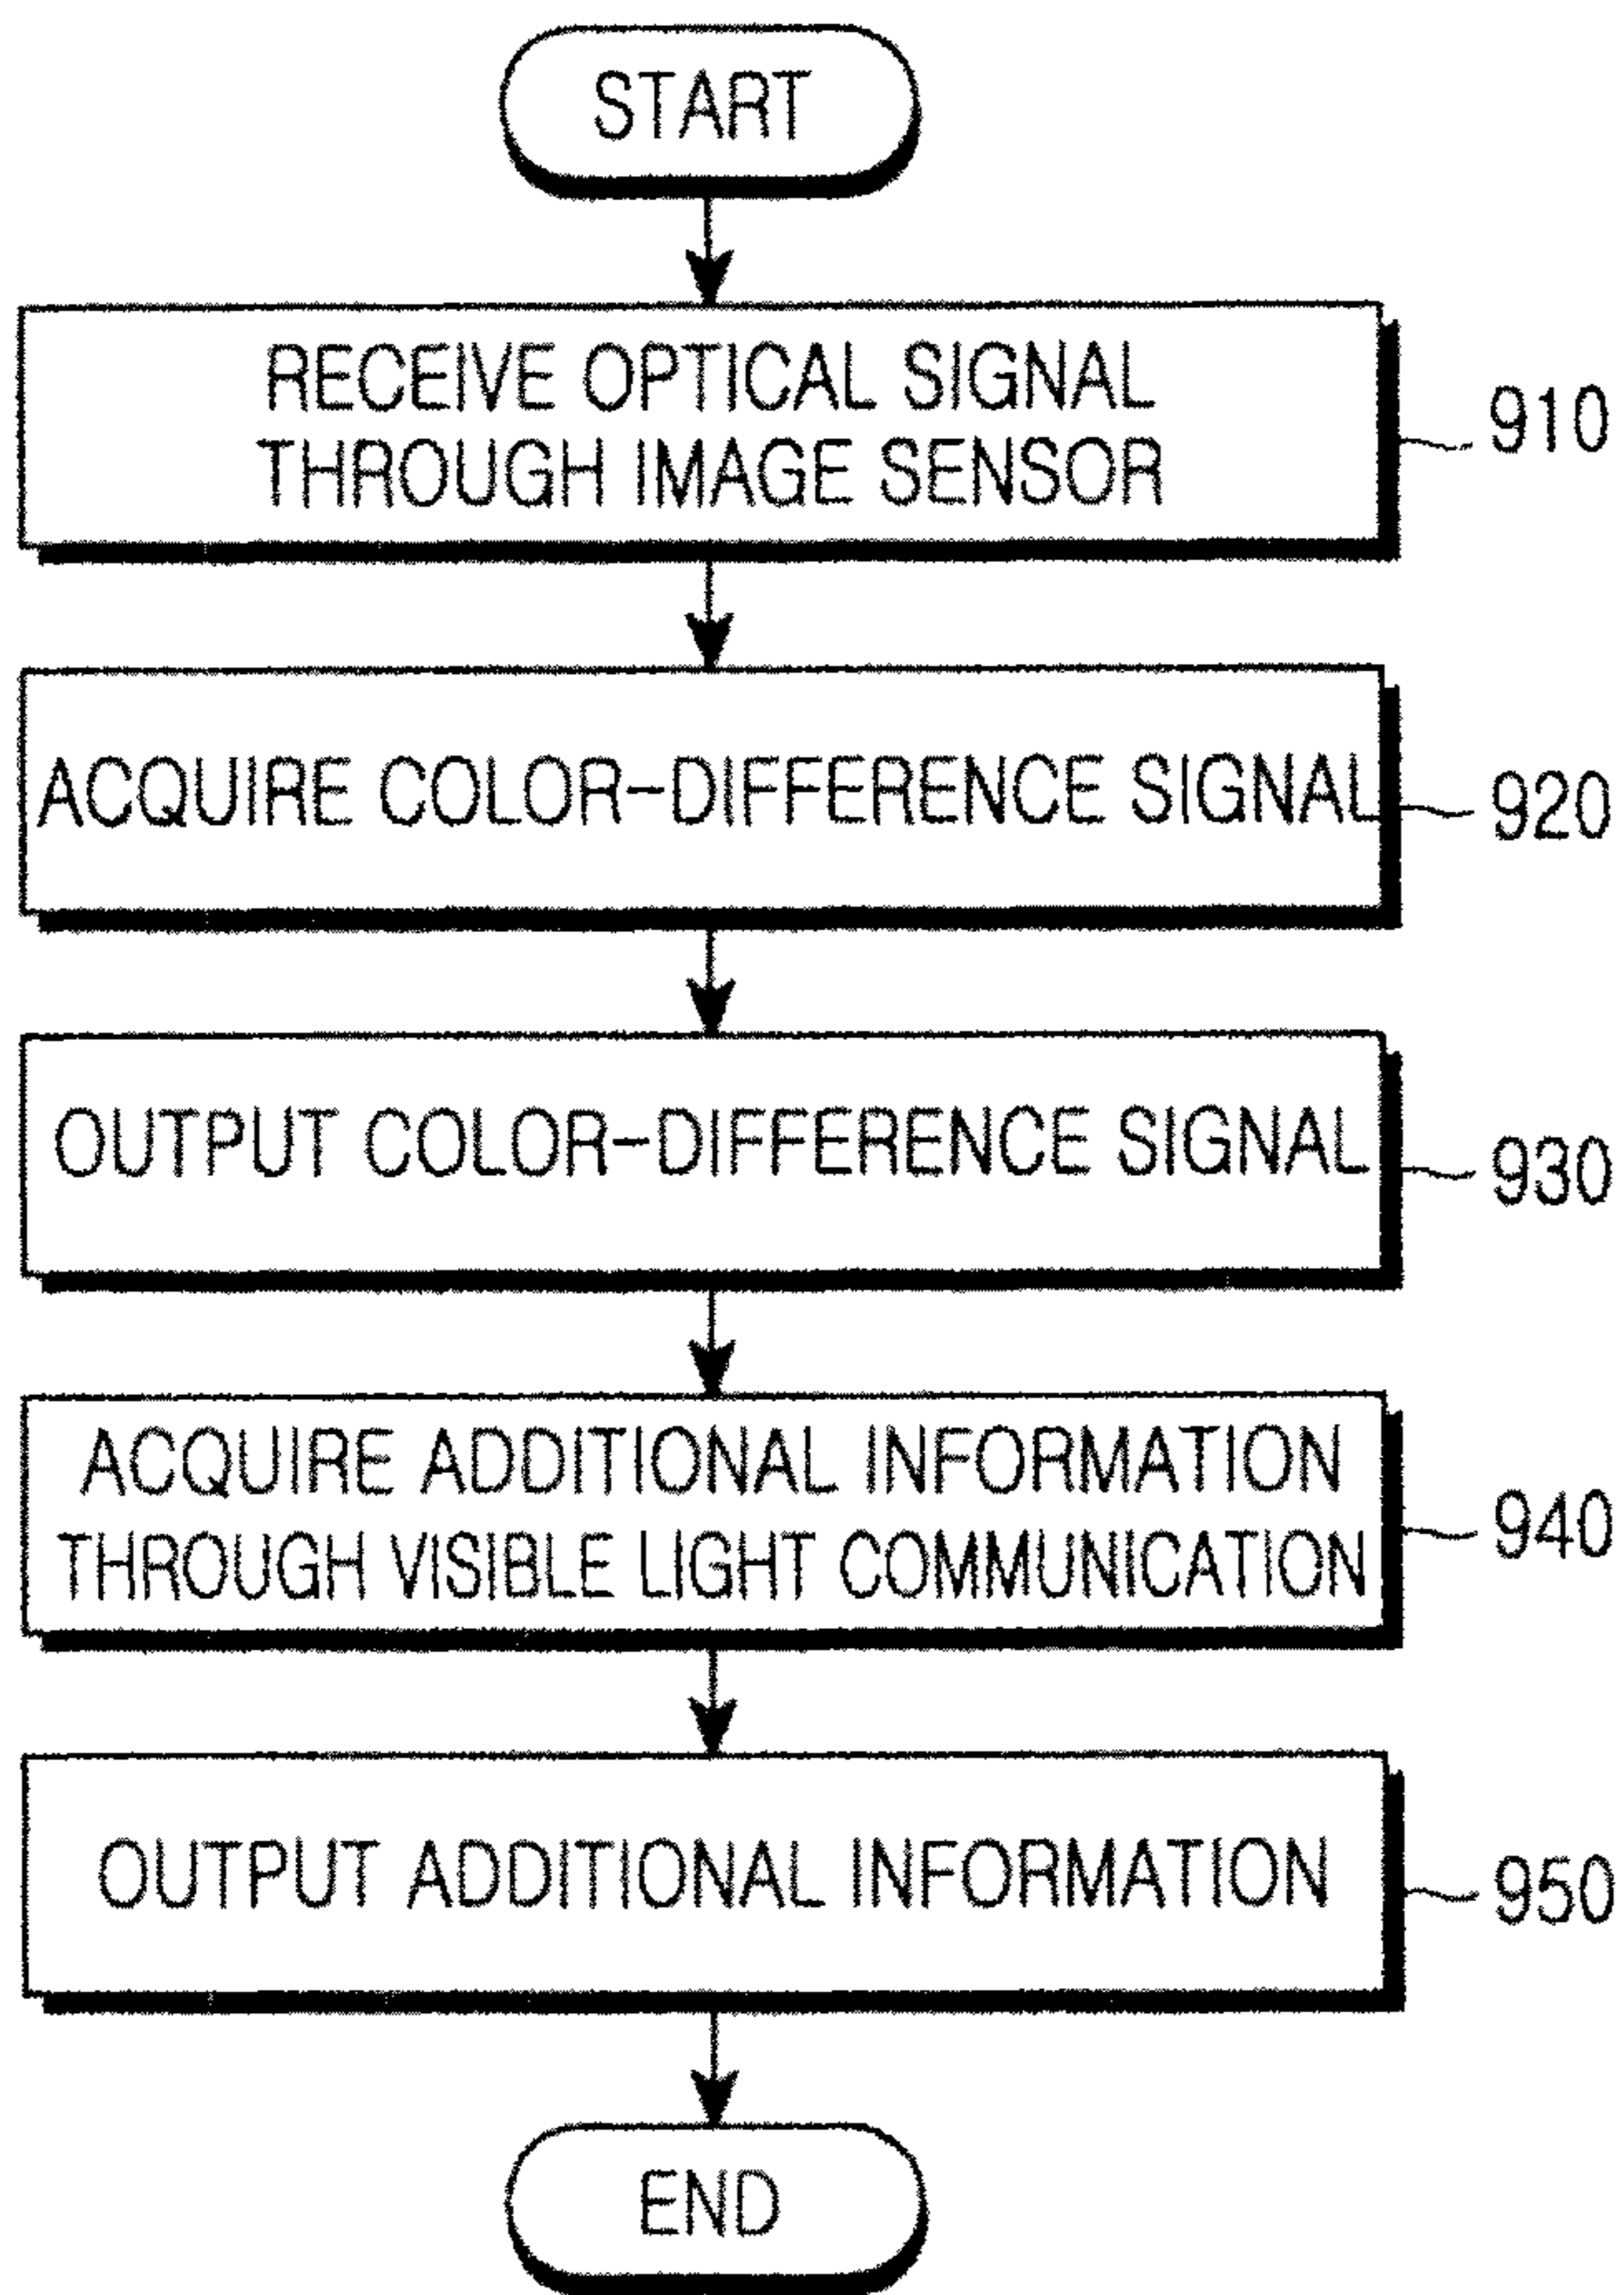 START
RECEIVE OPTICAL SIGNAL
THROUGH IMAGE SENSOR
910
ACQUIRE COLOR-DIFFERENCE SIGNAL
920
OUTPUT COLOR-DIFFERENCE SIGNAL
930
ACQUIRE ADDITIONAL INFORMATION
THROUGH VISIBLE LIGHT COMMUNICATION
940
OUTPUT ADDITIONAL INFORMATION
950
END